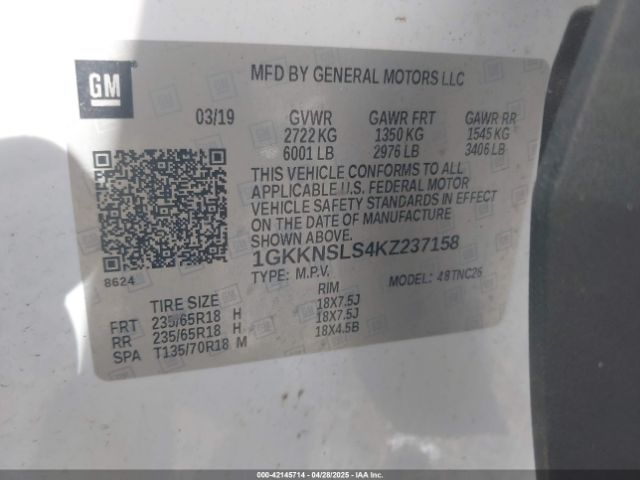 GM
MFD BY GENERAL MOTORS LLC
03/19 GVWR GAWR FRT GAWR RR
2722 KG 1350 KG 1545 KG
6001 LB 2976 LB 3406 LB
THIS VEHICLE CONFORMS TO ALL
APPLICABLE U.S. FEDERAL MOTOR
VEHICLE SAFETY STANDARDS IN EFFECT
ON THE DATE OF MANUFACTURE
SHOWN ABOVE.
1GKKNSLS4KZ237158
8624
TYPE: M.P.V. MODEL: 48TNC26
TIRE SIZE RIM
FRT 235/65R18 H 18X7.5J
RR 235/65R18 H 18X7.5J
SPA T135/70R18 M 18X4.5B
000-42145714 - 04/28/2025 - IAAI.com